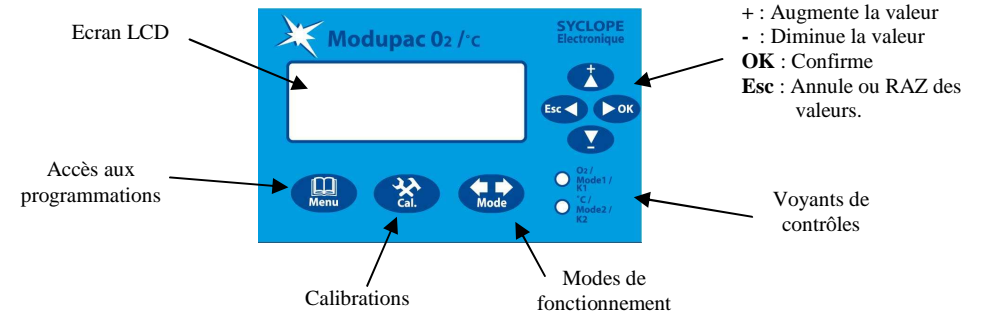 Ecran LCD
Modupac 02 /°c
SYCLOPE
Electronique
+ : Augmente la valeur
- : Diminue la valeur
OK : Confirme
Esc : Annule ou RAZ des
valeurs.
+
Esc
OK
-
Accès aux
programmations
Menu
Cal.
Mode
O2 /
Mode1 /
K1
°C /
Mode2 /
K2
Voyants de
contrôles
Calibrations
Modes de
fonctionnement